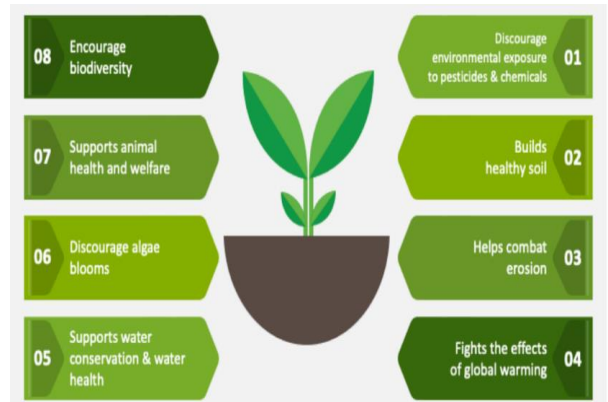 08
Encourage
biodiversity
Discourage
environmental exposure
to pesticides & chemicals
01
07
Supports animal
health and welfare
Builds
healthy soil
02
06
Discourage algae
blooms
Helps combat
erosion
03
05
Supports water
conservation & water
health
Fights the effects
of global warming
04